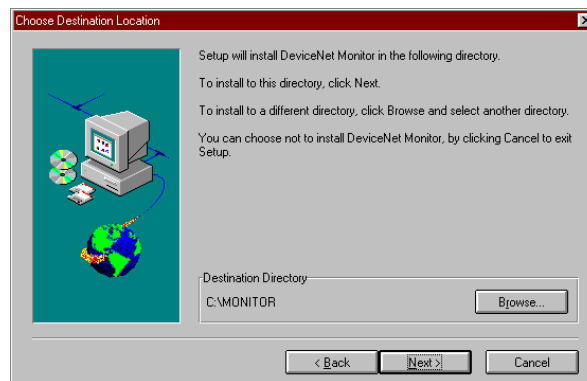 Choose Destination Location
Setup will install DeviceNet Monitor in the following directory.
To install to this directory, click Next.
To install to a different directory, click Browse and select another directory.
You can choose not to install DeviceNet Monitor, by clicking Cancel to exit
Setup.
Destination Directory
C:\MONITOR
Browse...
< Back
Next >
Cancel